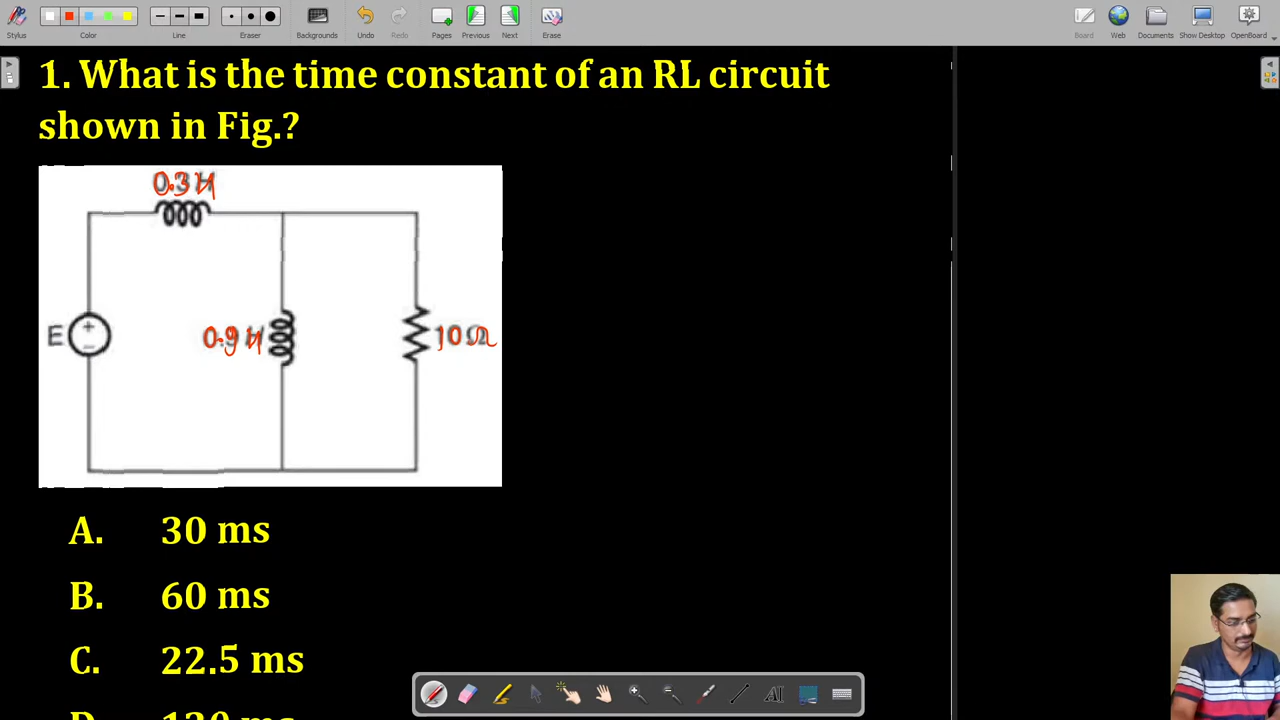 Stylus
Color
Line
Eraser
Backgrounds
Undo
Redo
Pages
Previous
Next
Erase
Board
Web
Documents
Show Desktop
OpenBoard
1. What is the time constant of an RL circuit
shown in Fig.?
0.3 H
E
0.9 H
10 Ω
A. 30 ms
B. 60 ms
C. 22.5 ms
D. 120 ms